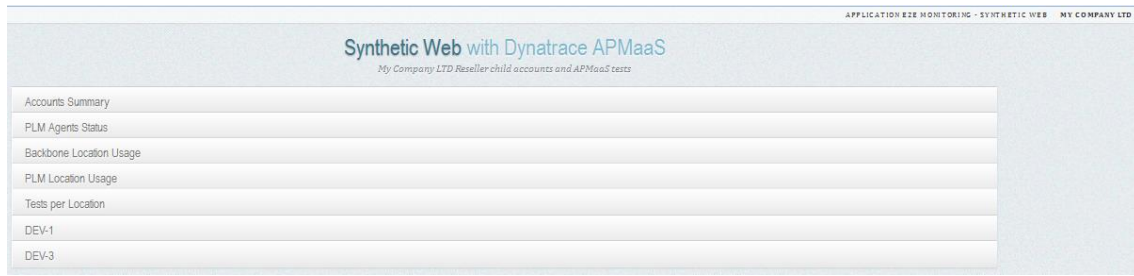 APPLICATION E2E MONITORING - SYNTHETIC WEB MY COMPANY LTD
Synthetic Web with Dynatrace APMaaS
My Company LTD Reseller child accounts and APMaaS tests
Accounts Summary
PLM Agents Status
Backbone Location Usage
PLM Location Usage
Tests per Location
DEV-1
DEV-3